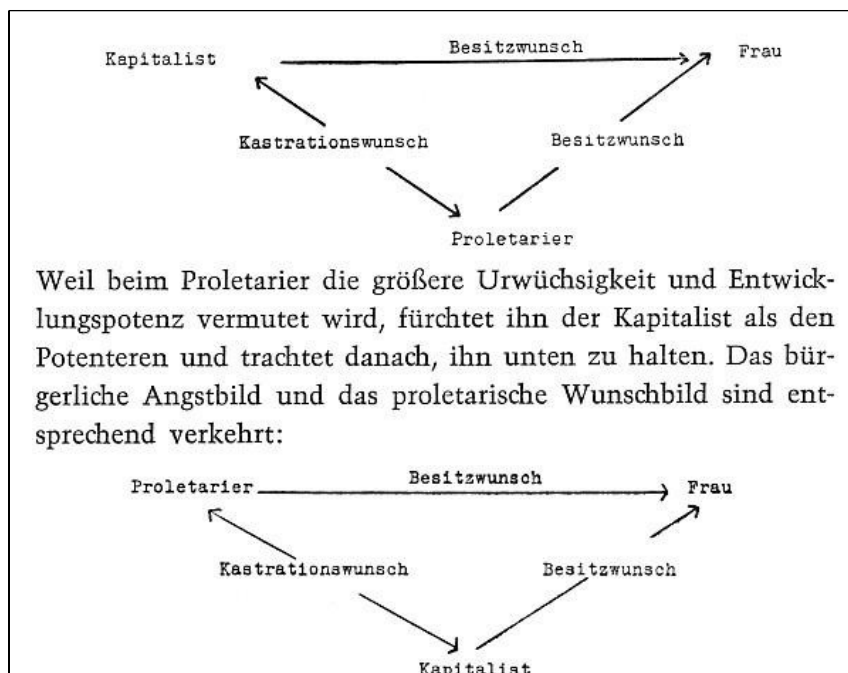 Besitzwunsch
Kapitalist Frau
Kastrationswunsch Besitzwunsch
Proletarier
Weil beim Proletarier die größere Urwüchsigkeit und Entwick-
lungspotenz vermutet wird, fürchtet ihn der Kapitalist als den
Potenteren und trachtet danach, ihn unten zu halten. Das bür-
gerliche Angstbild und das proletarische Wunschbild sind ent-
sprechend verkehrt:
Besitzwunsch
Proletarier Frau
Kastrationswunsch Besitzwunsch
Kapitalist